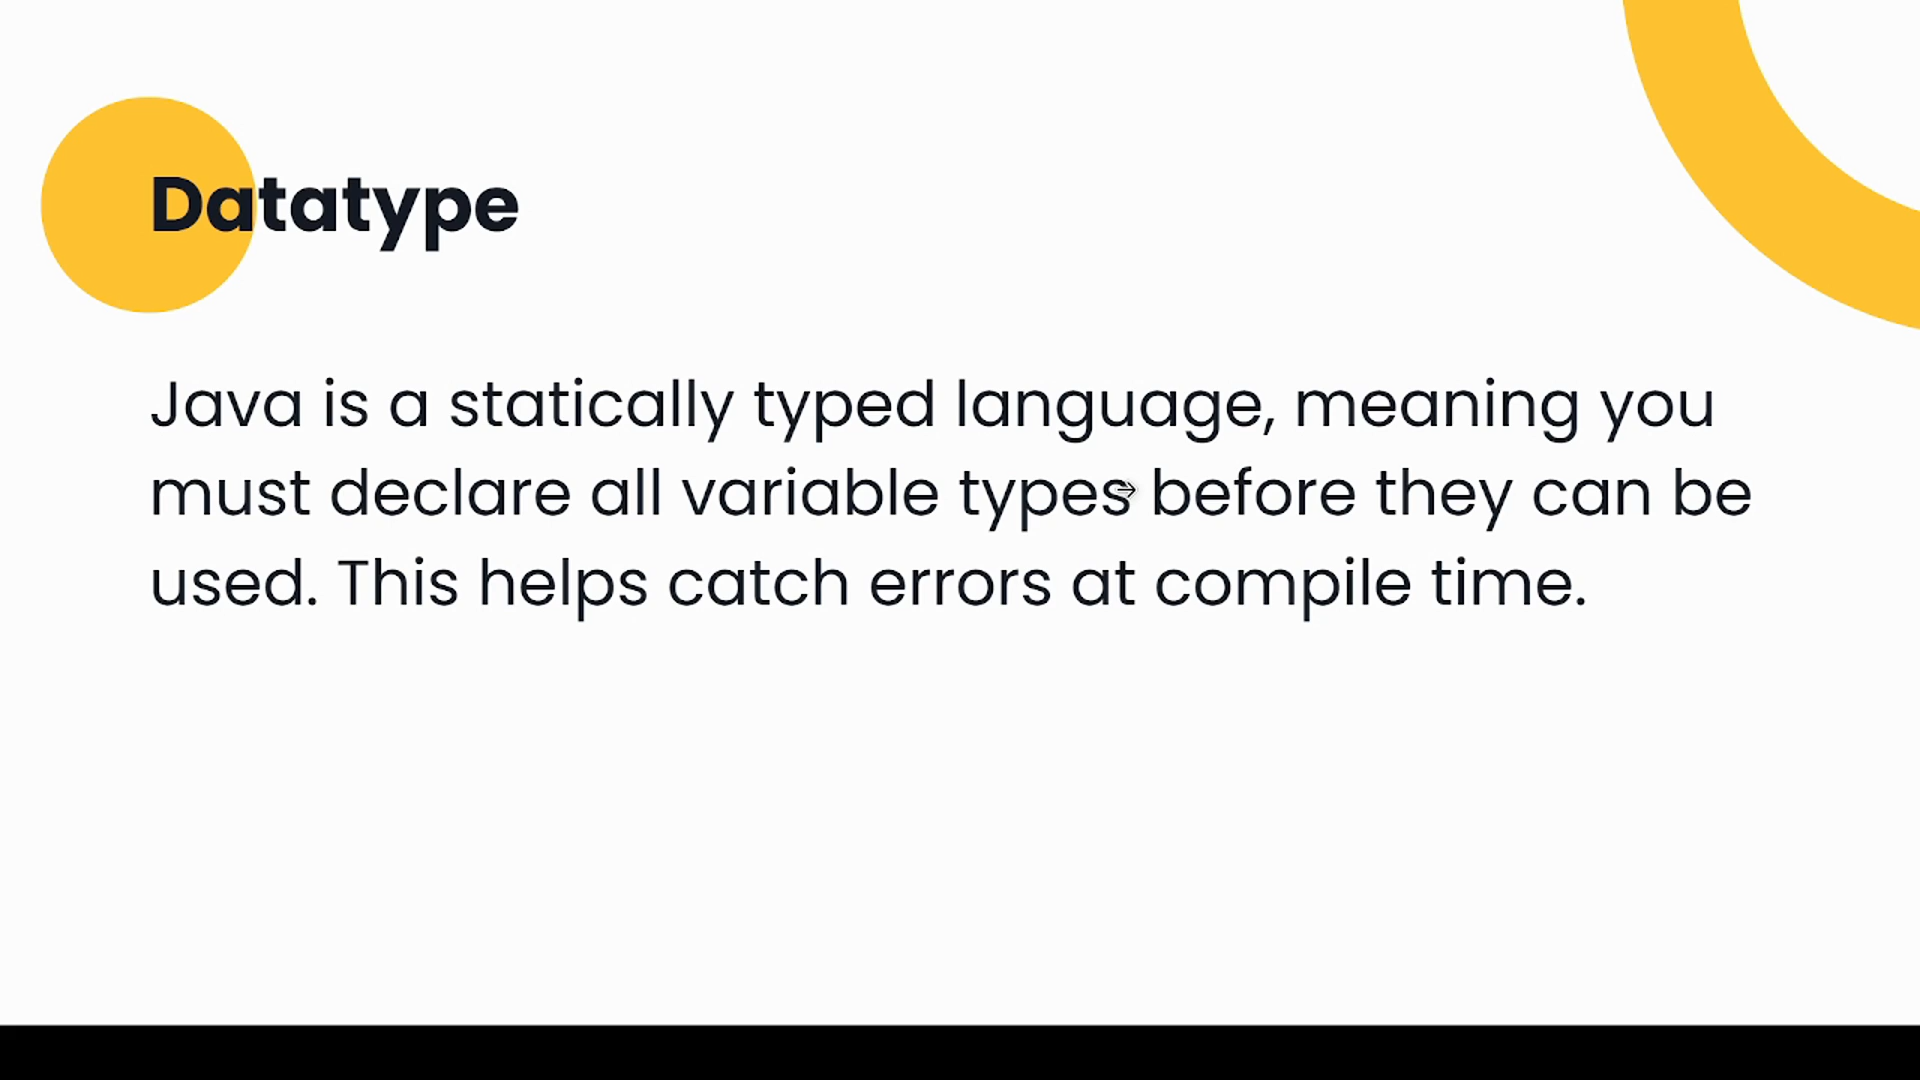 Datatype
Java is a statically typed language, meaning you
must declare all variable types before they can be
used. This helps catch errors at compile time.